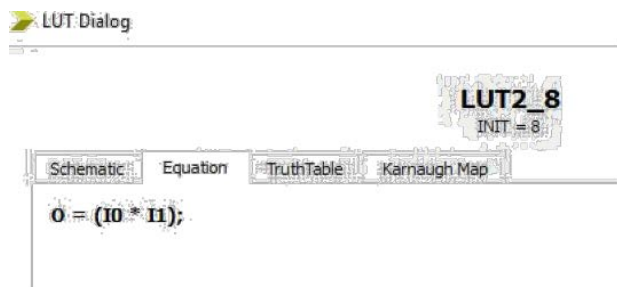 LUT Dialog
LUT2_8
INIT = 8
Schematic Equation TruthTable Karnaugh Map
O = (I0 * I1);